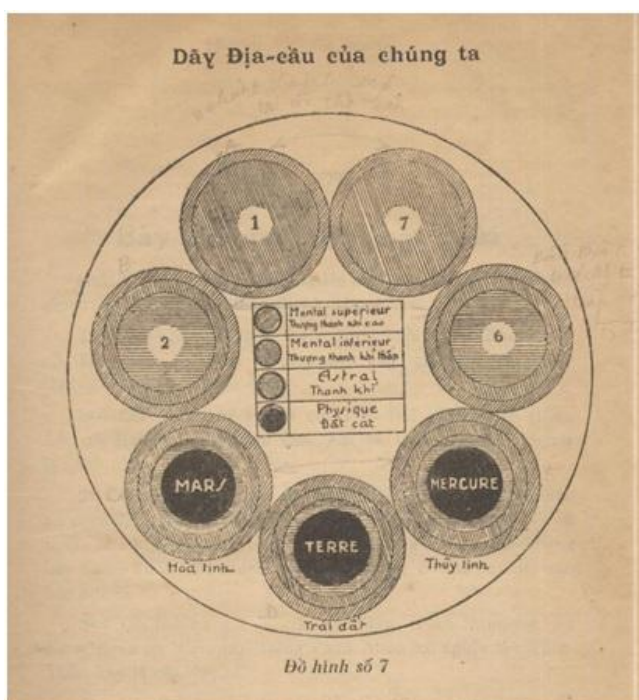 Dãy Địa-cầu của chúng ta
1
7
2
6
Mental supérieur
Thượng thanh khí cao
Mental inférieur
Thượng thanh khí thấp
Astral
Thanh khí
Physique
Đất cát
MARS
MERCURE
TERRE
Hoả tinh
Thủy tinh
Trái đất
Đồ hình số 7